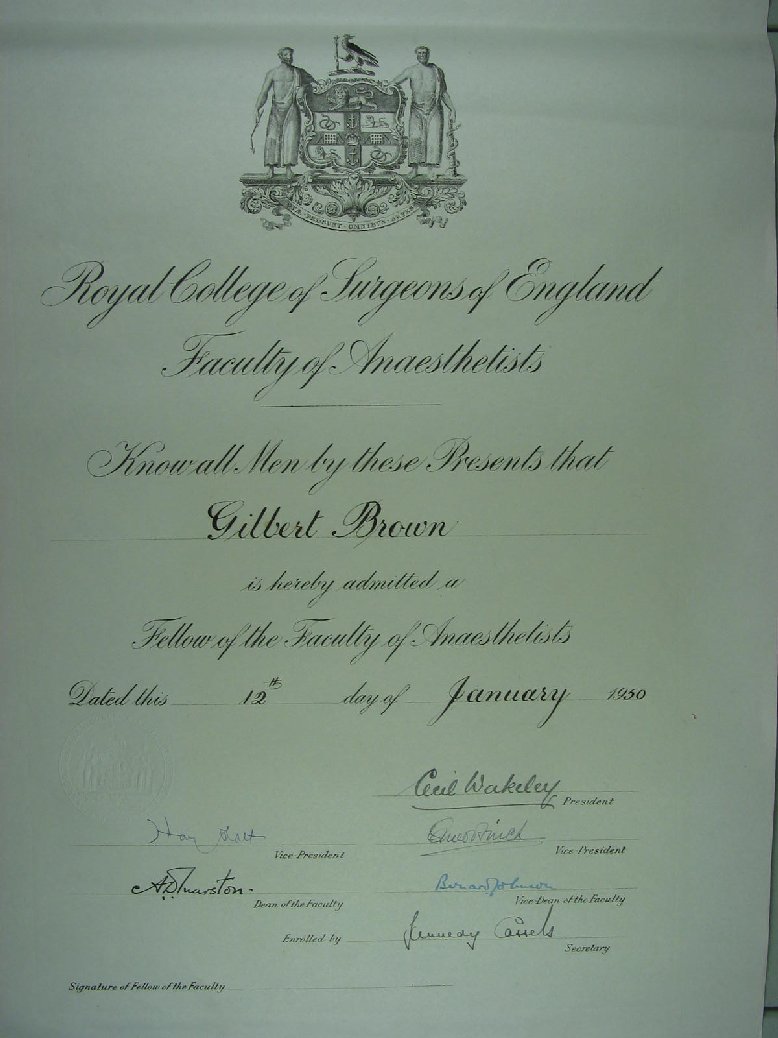 Royal College of Surgeons of England
Faculty of Anaesthetists
Know all Men by these Presents that
Gilbert Brown
is hereby admitted a
Fellow of the Faculty of Anaesthetists
Dated this 12th day of January 1950
Cecil Wakeley
President
Vice-President
Vice-President
A.D. Marston.
Dean of the Faculty
Bernard Johnson
Vice-Dean of the Faculty
Enrolled by Kennedy Cassels
Secretary
Signature of Fellow of the Faculty